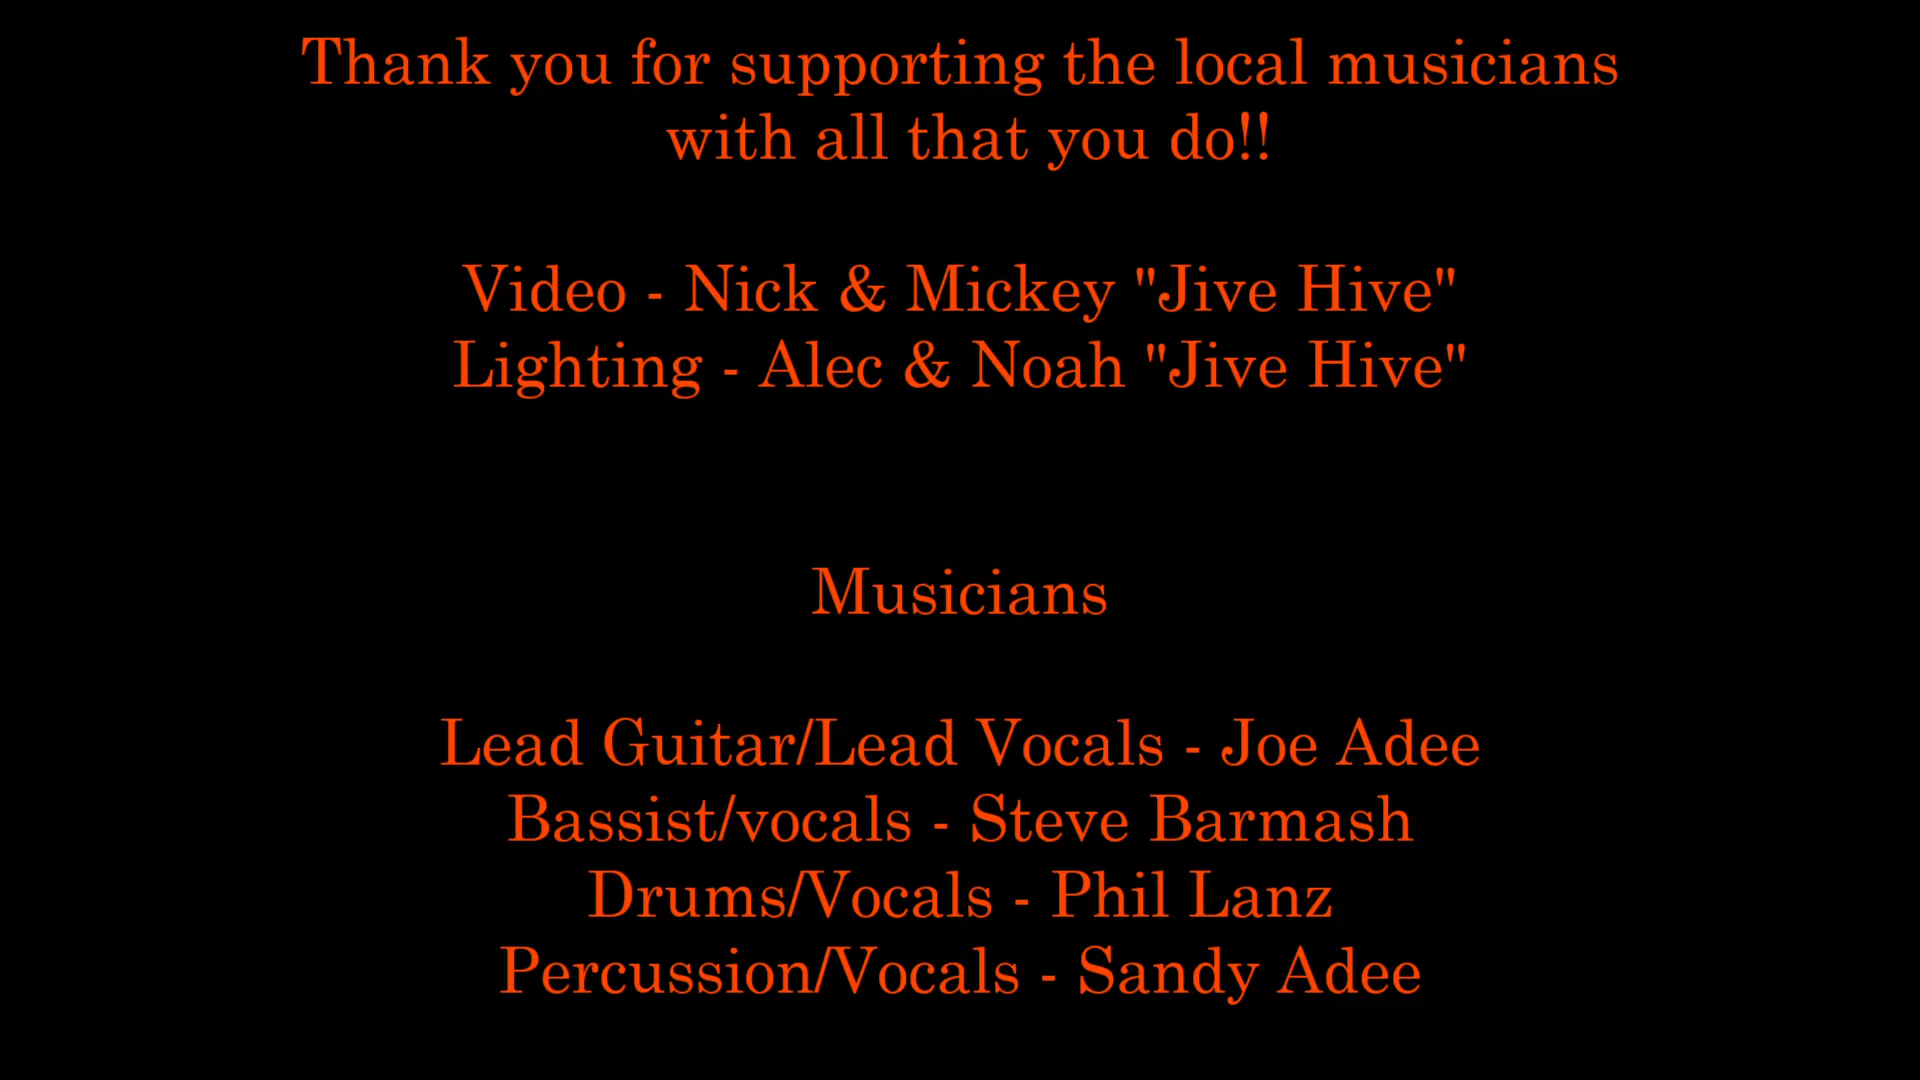 Thank you for supporting the local musicians
with all that you do!!
Video - Nick & Mickey "Jive Hive"
Lighting - Alec & Noah "Jive Hive"
Musicians
Lead Guitar/Lead Vocals - Joe Adee
Bassist/vocals - Steve Barmash
Drums/Vocals - Phil Lanz
Percussion/Vocals - Sandy Adee